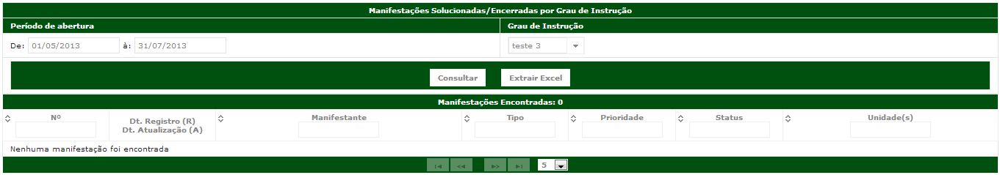 Manifestações Solucionadas/Encerradas por Grau de Instrução
Período de abertura Grau de Instrução
De: 01/05/2013 à: 31/07/2013 teste 3
Consultar Extrair Excel
Manifestações Encontradas: 0
Nº Dt. Registro (R) Manifestante Tipo Prioridade Status Unidade(s)
Dt. Atualização (A)
Nenhuma manifestação foi encontrada
5